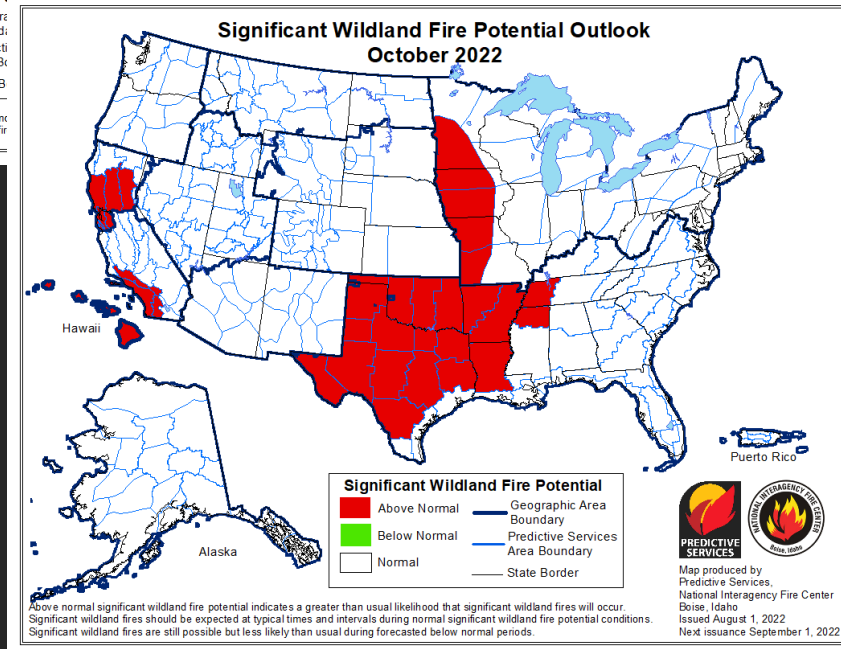 Significant Wildland Fire Potential Outlook
October 2022
Hawaii
Alaska
Puerto Rico
Significant Wildland Fire Potential
Above Normal
Below Normal
Normal
Geographic Area
Boundary
Predictive Services
Area Boundary
State Border
PREDICTIVE
SERVICES
NATIONAL INTERAGENCY FIRE CENTER
Boise, Idaho
Map produced by
Predictive Services,
National Interagency Fire Center
Boise, Idaho
Issued August 1, 2022
Next issuance September 1, 2022
Above normal significant wildland fire potential indicates a greater than usual likelihood that significant wildland fires will occur.
Significant wildland fires should be expected at typical times and intervals during normal significant wildland fire potential conditions.
Significant wildland fires are still possible but less likely than usual during forecasted below normal periods.